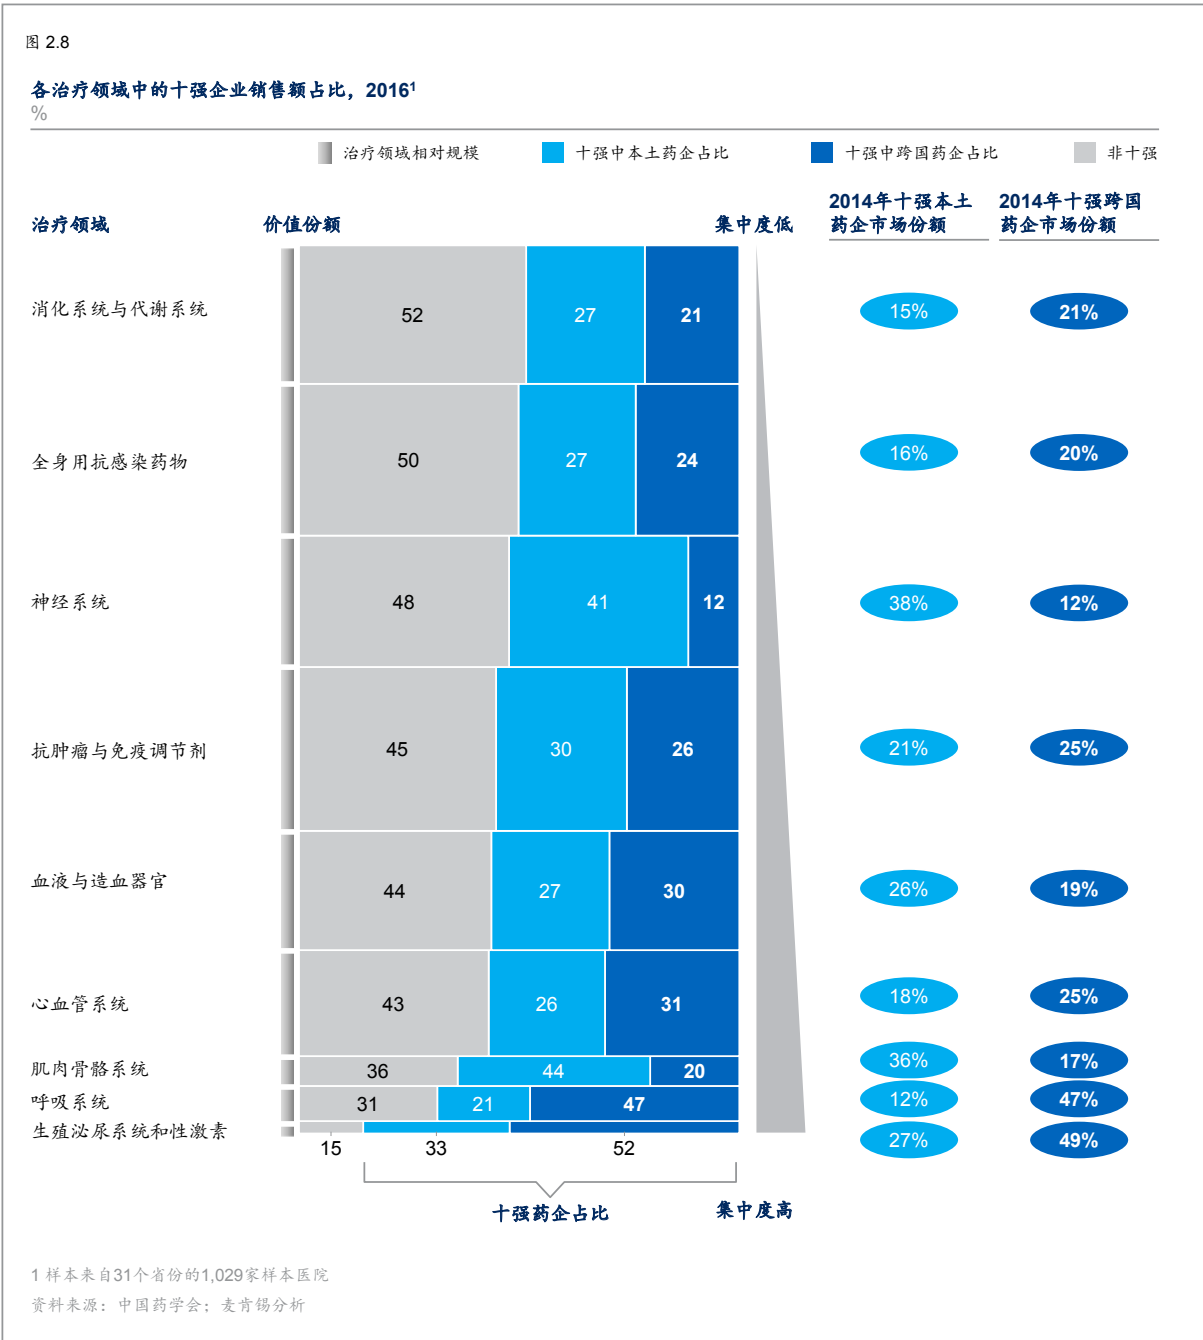 图 2.8
各治疗领域中的十强企业销售额占比，2016¹
%
治疗领域相对规模 十强中本土药企占比 十强中跨国药企占比 非十强
治疗领域 价值份额 集中度低 2014年十强本土药企市场份额 2014年十强跨国药企市场份额
消化系统与代谢系统 52 27 21 15% 21%
全身用抗感染药物 50 27 24 16% 20%
神经系统 48 41 12 38% 12%
抗肿瘤与免疫调节剂 45 30 26 21% 25%
血液与造血器官 44 27 30 26% 19%
心血管系统 43 26 31 18% 25%
肌肉骨骼系统 36 44 20 36% 17%
呼吸系统 31 21 47 12% 47%
生殖泌尿系统和性激素 15 33 52 27% 49%
十强药企占比 集中度高
1 样本来自31个省份的1,029家样本医院
资料来源：中国药学会；麦肯锡分析